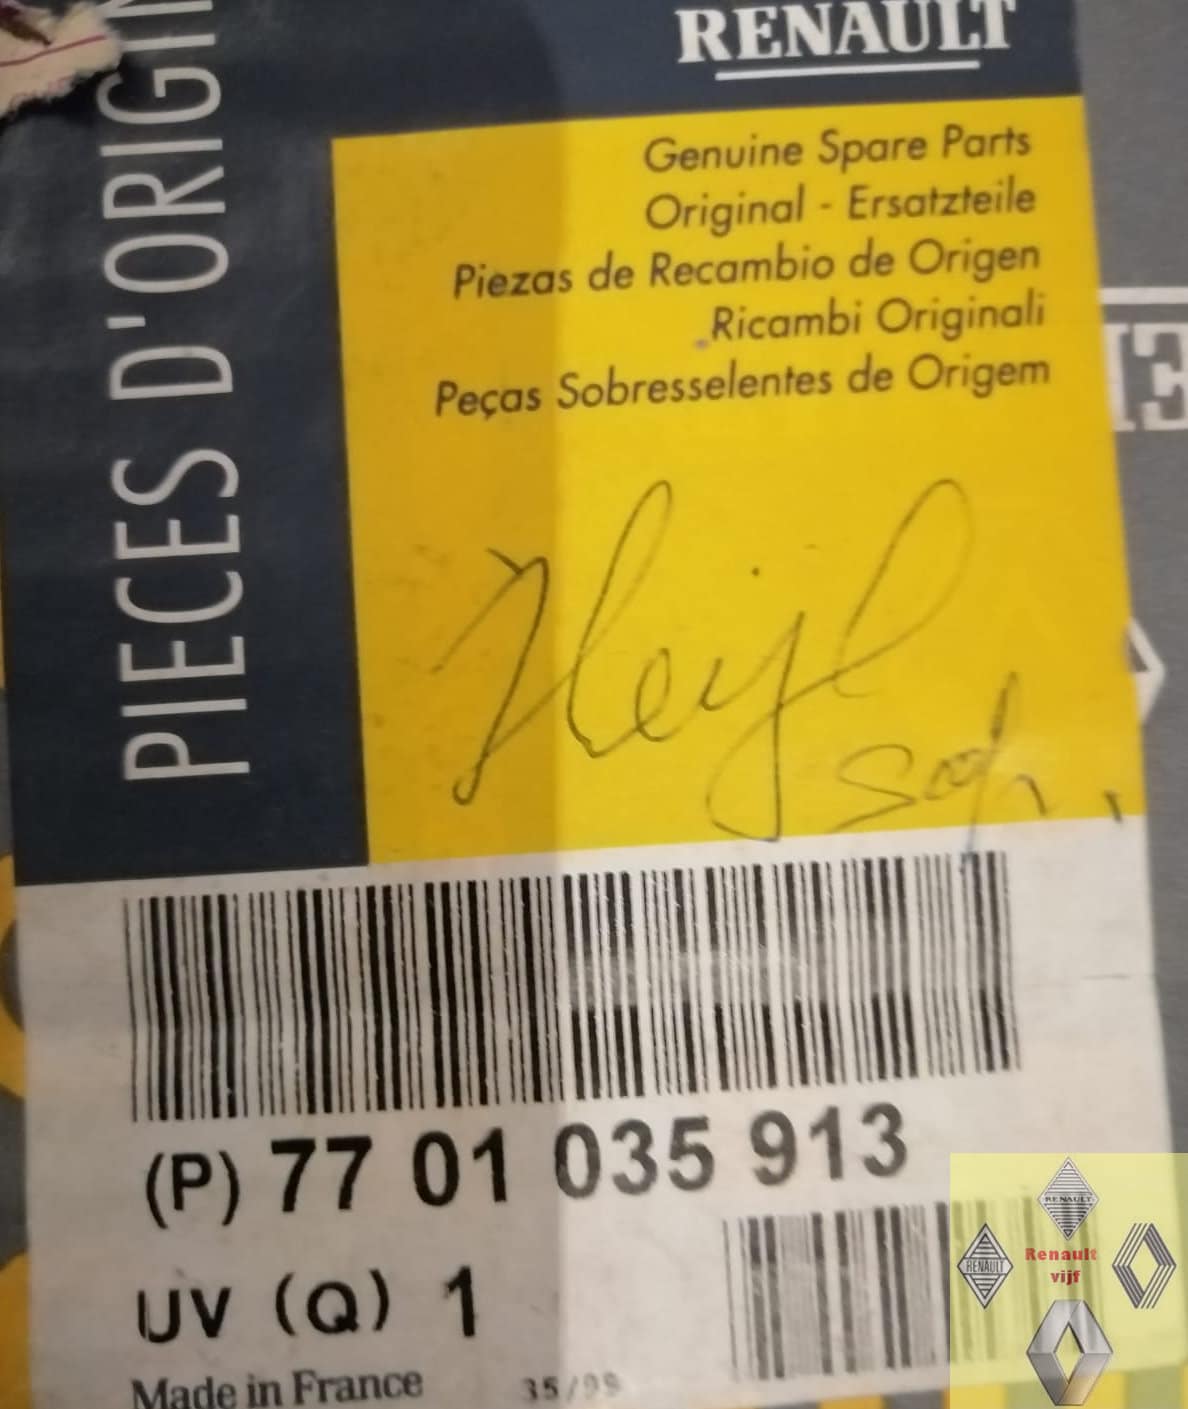 RENAULT
PIECES D'ORIGIN
Genuine Spare Parts
Original - Ersatzteile
Piezas de Recambio de Origen
Ricambi Originali
Peças Sobresselentes de Origem
(P) 77 01 035 913
UV (Q) 1
Made in France 35/99
RENAULT
RENAULT
Renault
vijf